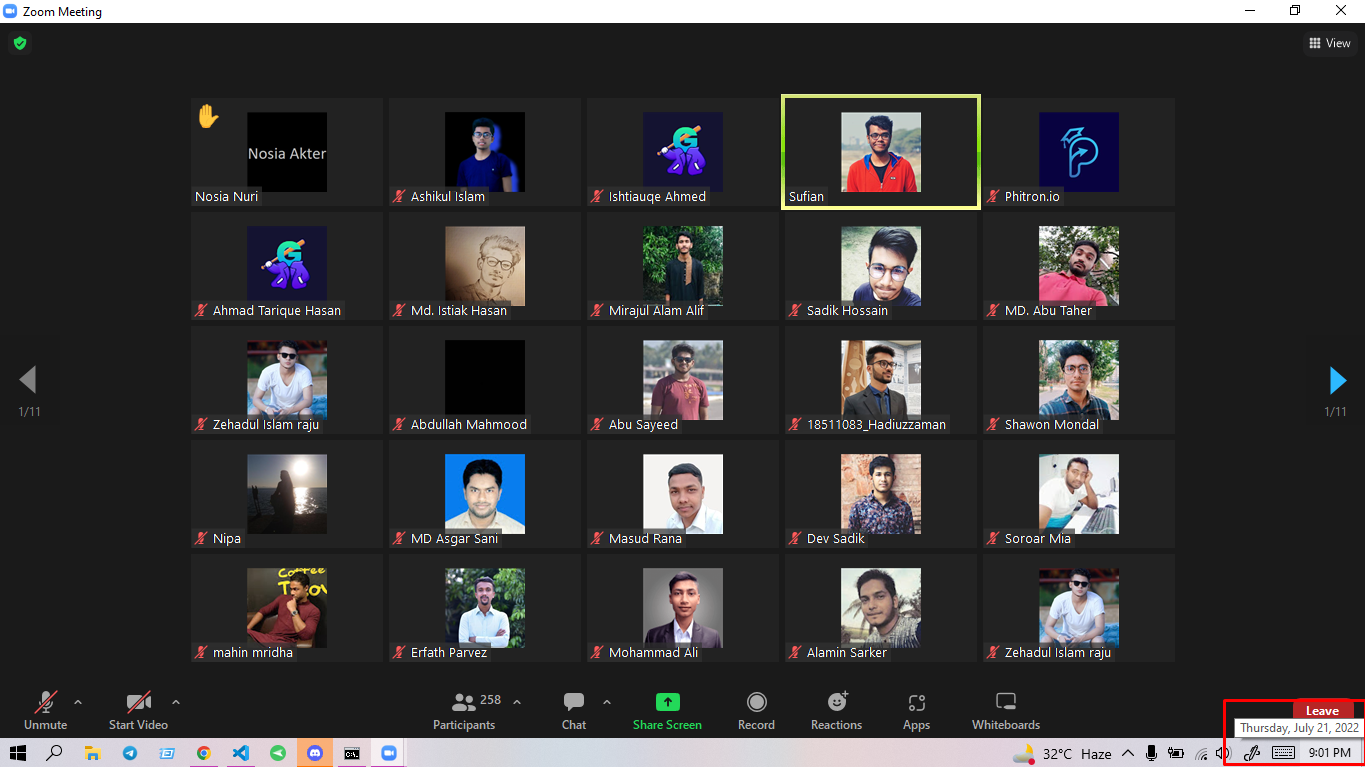 Zoom Meeting
View
Nosia Akter
Nosia Nuri
Ashikul Islam
Ishtiauqe Ahmed
Sufian
Phitron.io
Ahmad Tarique Hasan
Md. Istiak Hasan
Mirajul Alam Alif
Sadik Hossain
MD. Abu Taher
Zehadul Islam raju
Abdullah Mahmood
Abu Sayeed
18511083_Hadiuzzaman
Shawon Mondal
1/11
1/11
Nipa
MD Asgar Sani
Masud Rana
Dev Sadik
Soroar Mia
mahin mridha
Erfath Parvez
Mohammad Ali
Alamin Sarker
Zehadul Islam raju
Unmute
Start Video
258
Participants
Chat
Share Screen
Record
Reactions
Apps
Whiteboards
Leave
Thursday, July 21, 2022
32°C Haze
9:01 PM